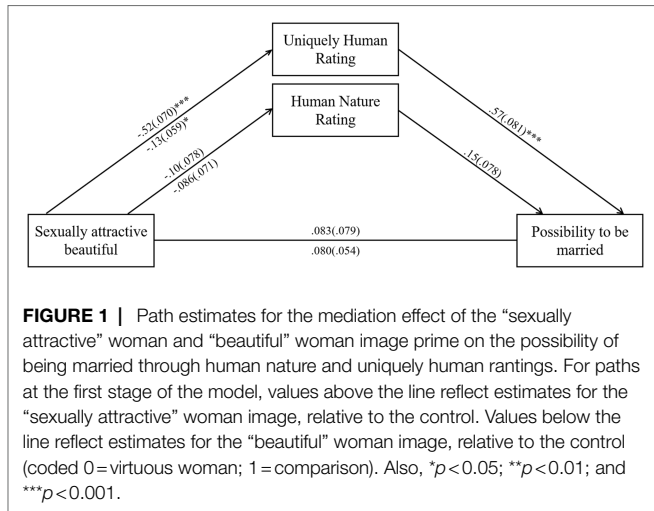 Uniquely Human
Rating
Human Nature
Rating
-.52(.070)***
-.13(.059)*
.57(.081)***
-.10(.078)
-.086(.071)
.15(.078)
Sexually attractive
beautiful
.083(.079)
.080(.054)
Possibility to be
married
FIGURE 1 | Path estimates for the mediation effect of the “sexually
attractive” woman and “beautiful” woman image prime on the possibility of
being married through human nature and uniquely human rantings. For paths
at the first stage of the model, values above the line reflect estimates for the
“sexually attractive” woman image, relative to the control. Values below the
line reflect estimates for the “beautiful” woman image, relative to the control
(coded 0=virtuous woman; 1=comparison). Also, *p<0.05; **p<0.01; and
***p<0.001.